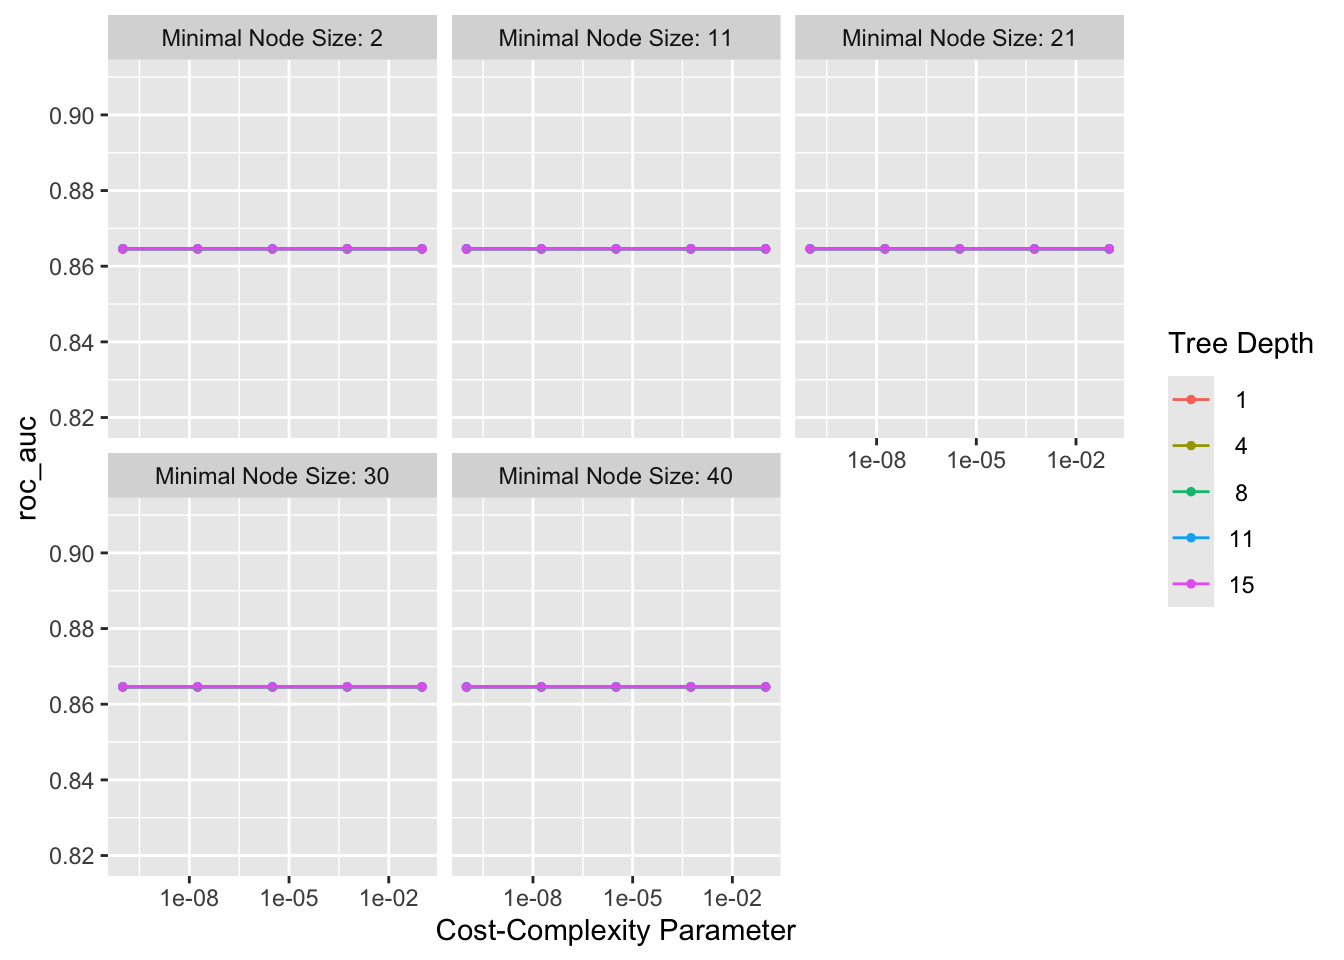 Minimal Node Size: 2
Minimal Node Size: 11
Minimal Node Size: 21
0.90
0.88
0.86
0.84
0.82
1e-08
1e-05
1e-02
Minimal Node Size: 30
Minimal Node Size: 40
0.90
0.88
0.86
0.84
0.82
1e-08
1e-05
1e-02
1e-08
1e-05
1e-02
roc_auc
Cost-Complexity Parameter
Tree Depth
1
4
8
11
15